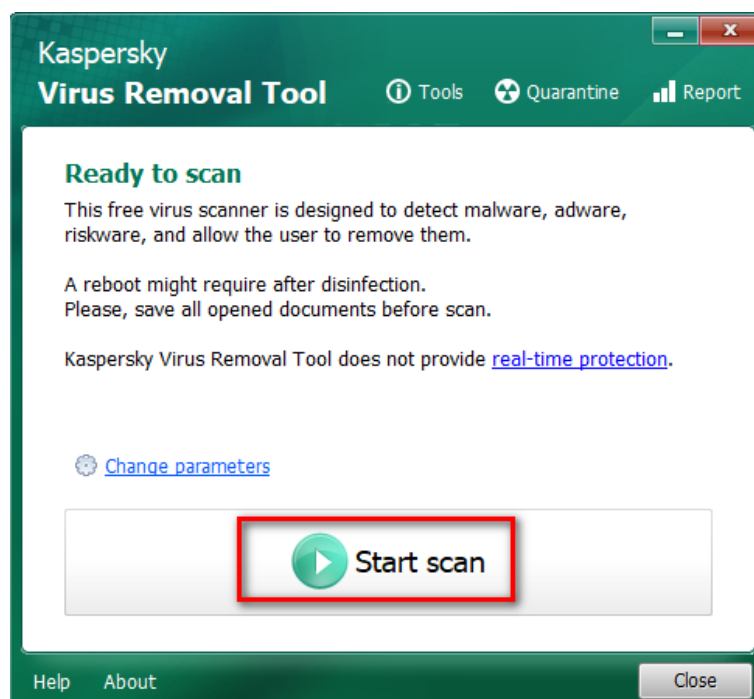 Kaspersky
Virus Removal Tool
Tools
Quarantine
Report
Ready to scan
This free virus scanner is designed to detect malware, adware,
riskware, and allow the user to remove them.
A reboot might require after disinfection.
Please, save all opened documents before scan.
Kaspersky Virus Removal Tool does not provide real-time protection.
Change parameters
Start scan
Help
About
Close